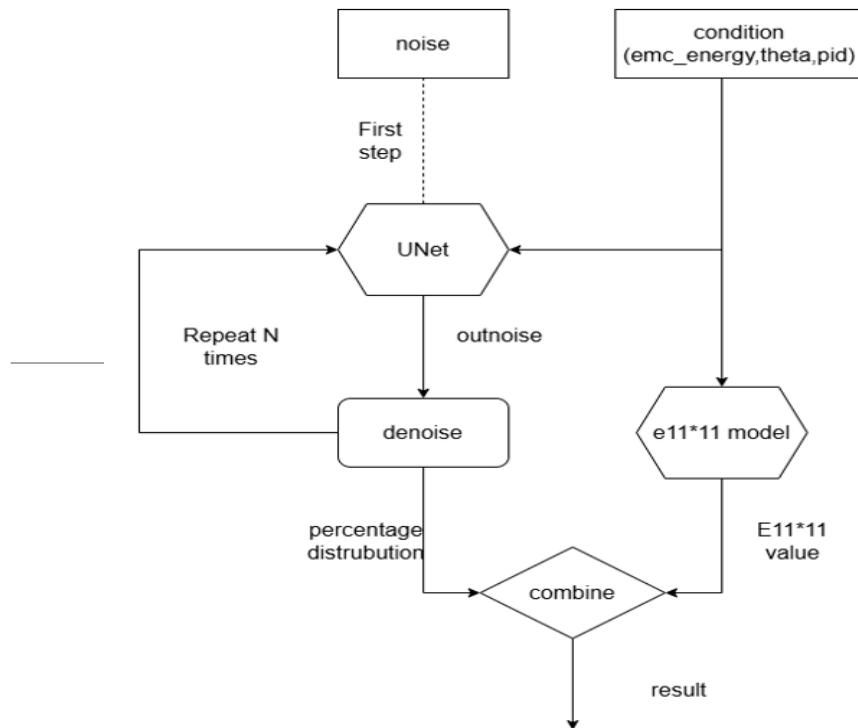 noise
condition
(emc_energy,theta,pid)
First
step
UNet
Repeat N
times
outnoise
denoise
e11*11 model
percentage
distrubution
E11*11
value
combine
result